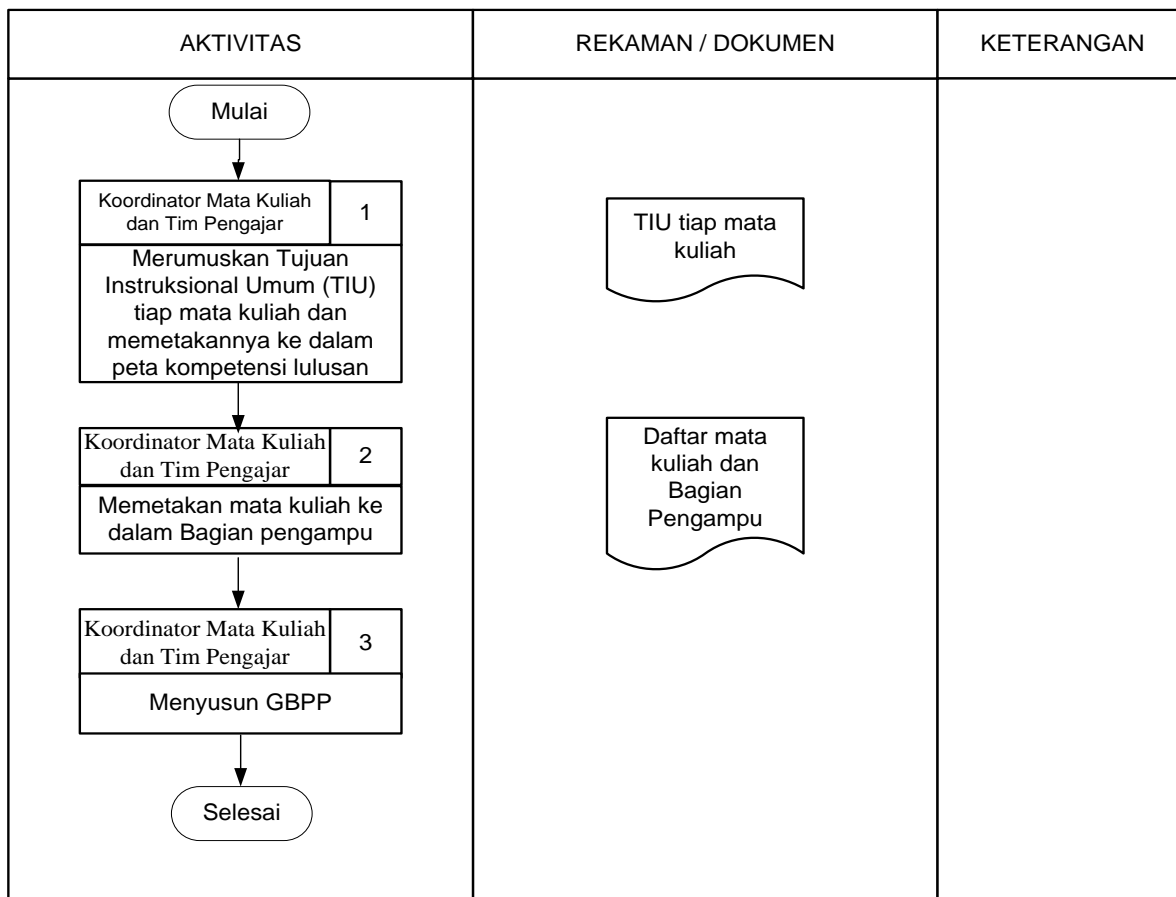 AKTIVITAS
REKAMAN / DOKUMEN
KETERANGAN
Mulai
Koordinator Mata Kuliah
dan Tim Pengajar
1
Merumuskan Tujuan
Instruksional Umum (TIU)
tiap mata kuliah dan
memetakannya ke dalam
peta kompetensi lulusan
TIU tiap mata
kuliah
Koordinator Mata Kuliah
dan Tim Pengajar
2
Memetakan mata kuliah ke
dalam Bagian pengampu
Daftar mata
kuliah dan
Bagian
Pengampu
Koordinator Mata Kuliah
dan Tim Pengajar
3
Menyusun GBPP
Selesai